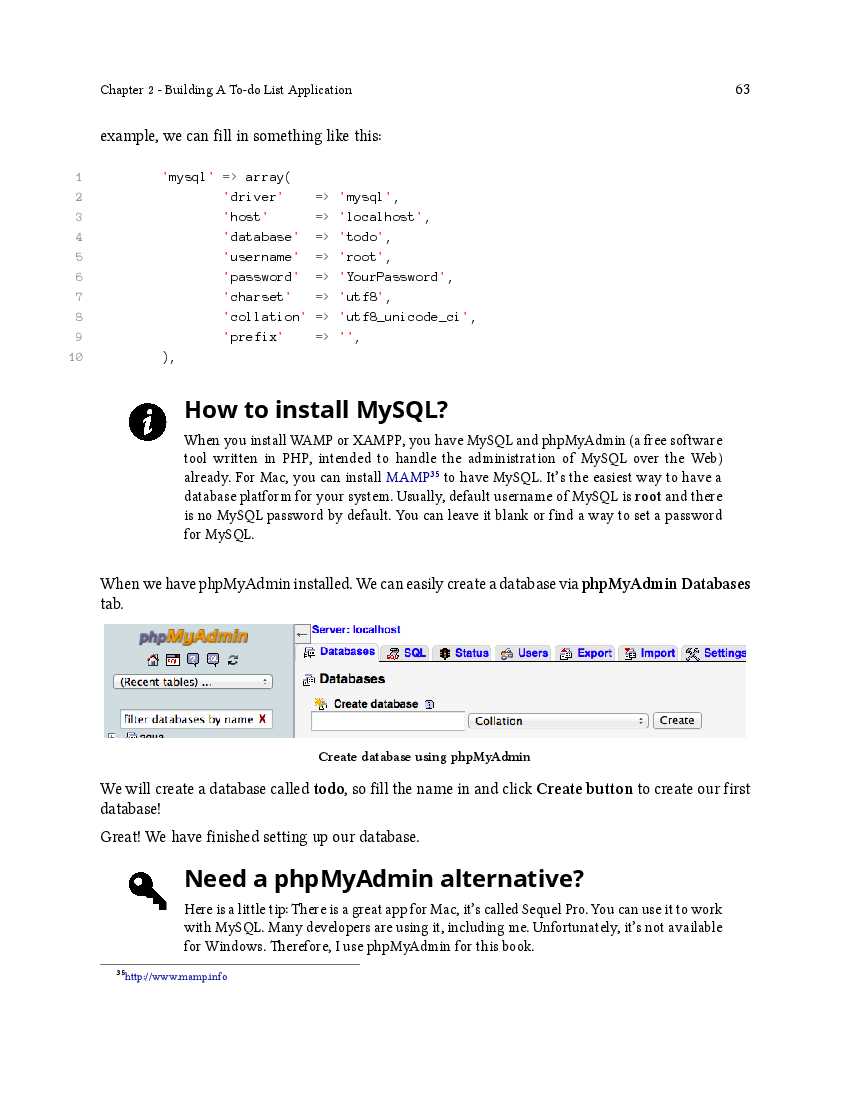 Chapter 2 - Building A To-do List Application 63
example, we can fill in something like this:
1 'mysql' => array(
2 'driver' => 'mysql',
3 'host' => 'localhost',
4 'database' => 'todo',
5 'username' => 'root',
6 'password' => 'YourPassword',
7 'charset' => 'utf8',
8 'collation' => 'utf8_unicode_ci',
9 'prefix' => '',
10 ),
How to install MySQL?
When you install WAMP or XAMPP, you have MySQL and phpMyAdmin (a free software
tool written in PHP, intended to handle the administration of MySQL over the Web)
already. For Mac, you can install MAMP35 to have MySQL. It's the easiest way to have a
database platform for your system. Usually, default username of MySQL is root and there
is no MySQL password by default. You can leave it blank or find a way to set a password
for MySQL.
When we have phpMyAdmin installed. We can easily create a database via phpMyAdmin Databases
tab.
phpMyAdmin
(Recent tables) ...
filter databases by name X
aqua
← Server: localhost
Databases SQL Status Users Export Import Settings
Databases
Create database
Collation Create
Create database using phpMyAdmin
We will create a database called todo, so fill the name in and click Create button to create our first
database!
Great! We have finished setting up our database.
Need a phpMyAdmin alternative?
Here is a little tip: There is a great app for Mac, it's called Sequel Pro. You can use it to work
with MySQL. Many developers are using it, including me. Unfortunately, it's not available
for Windows. Therefore, I use phpMyAdmin for this book.
35http://www.mamp.info